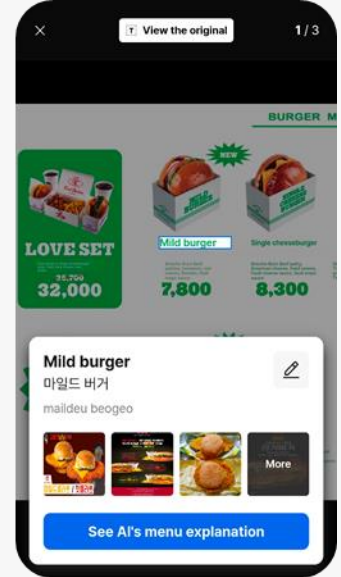 View the original
1 / 3
BURGER M
NEW
LOVE SET
35,700
32,000
Mild burger
7,800
Single cheeseburger
8,300
Mild burger
마일드 버거
maildeu beogeo
More
See AI's menu explanation